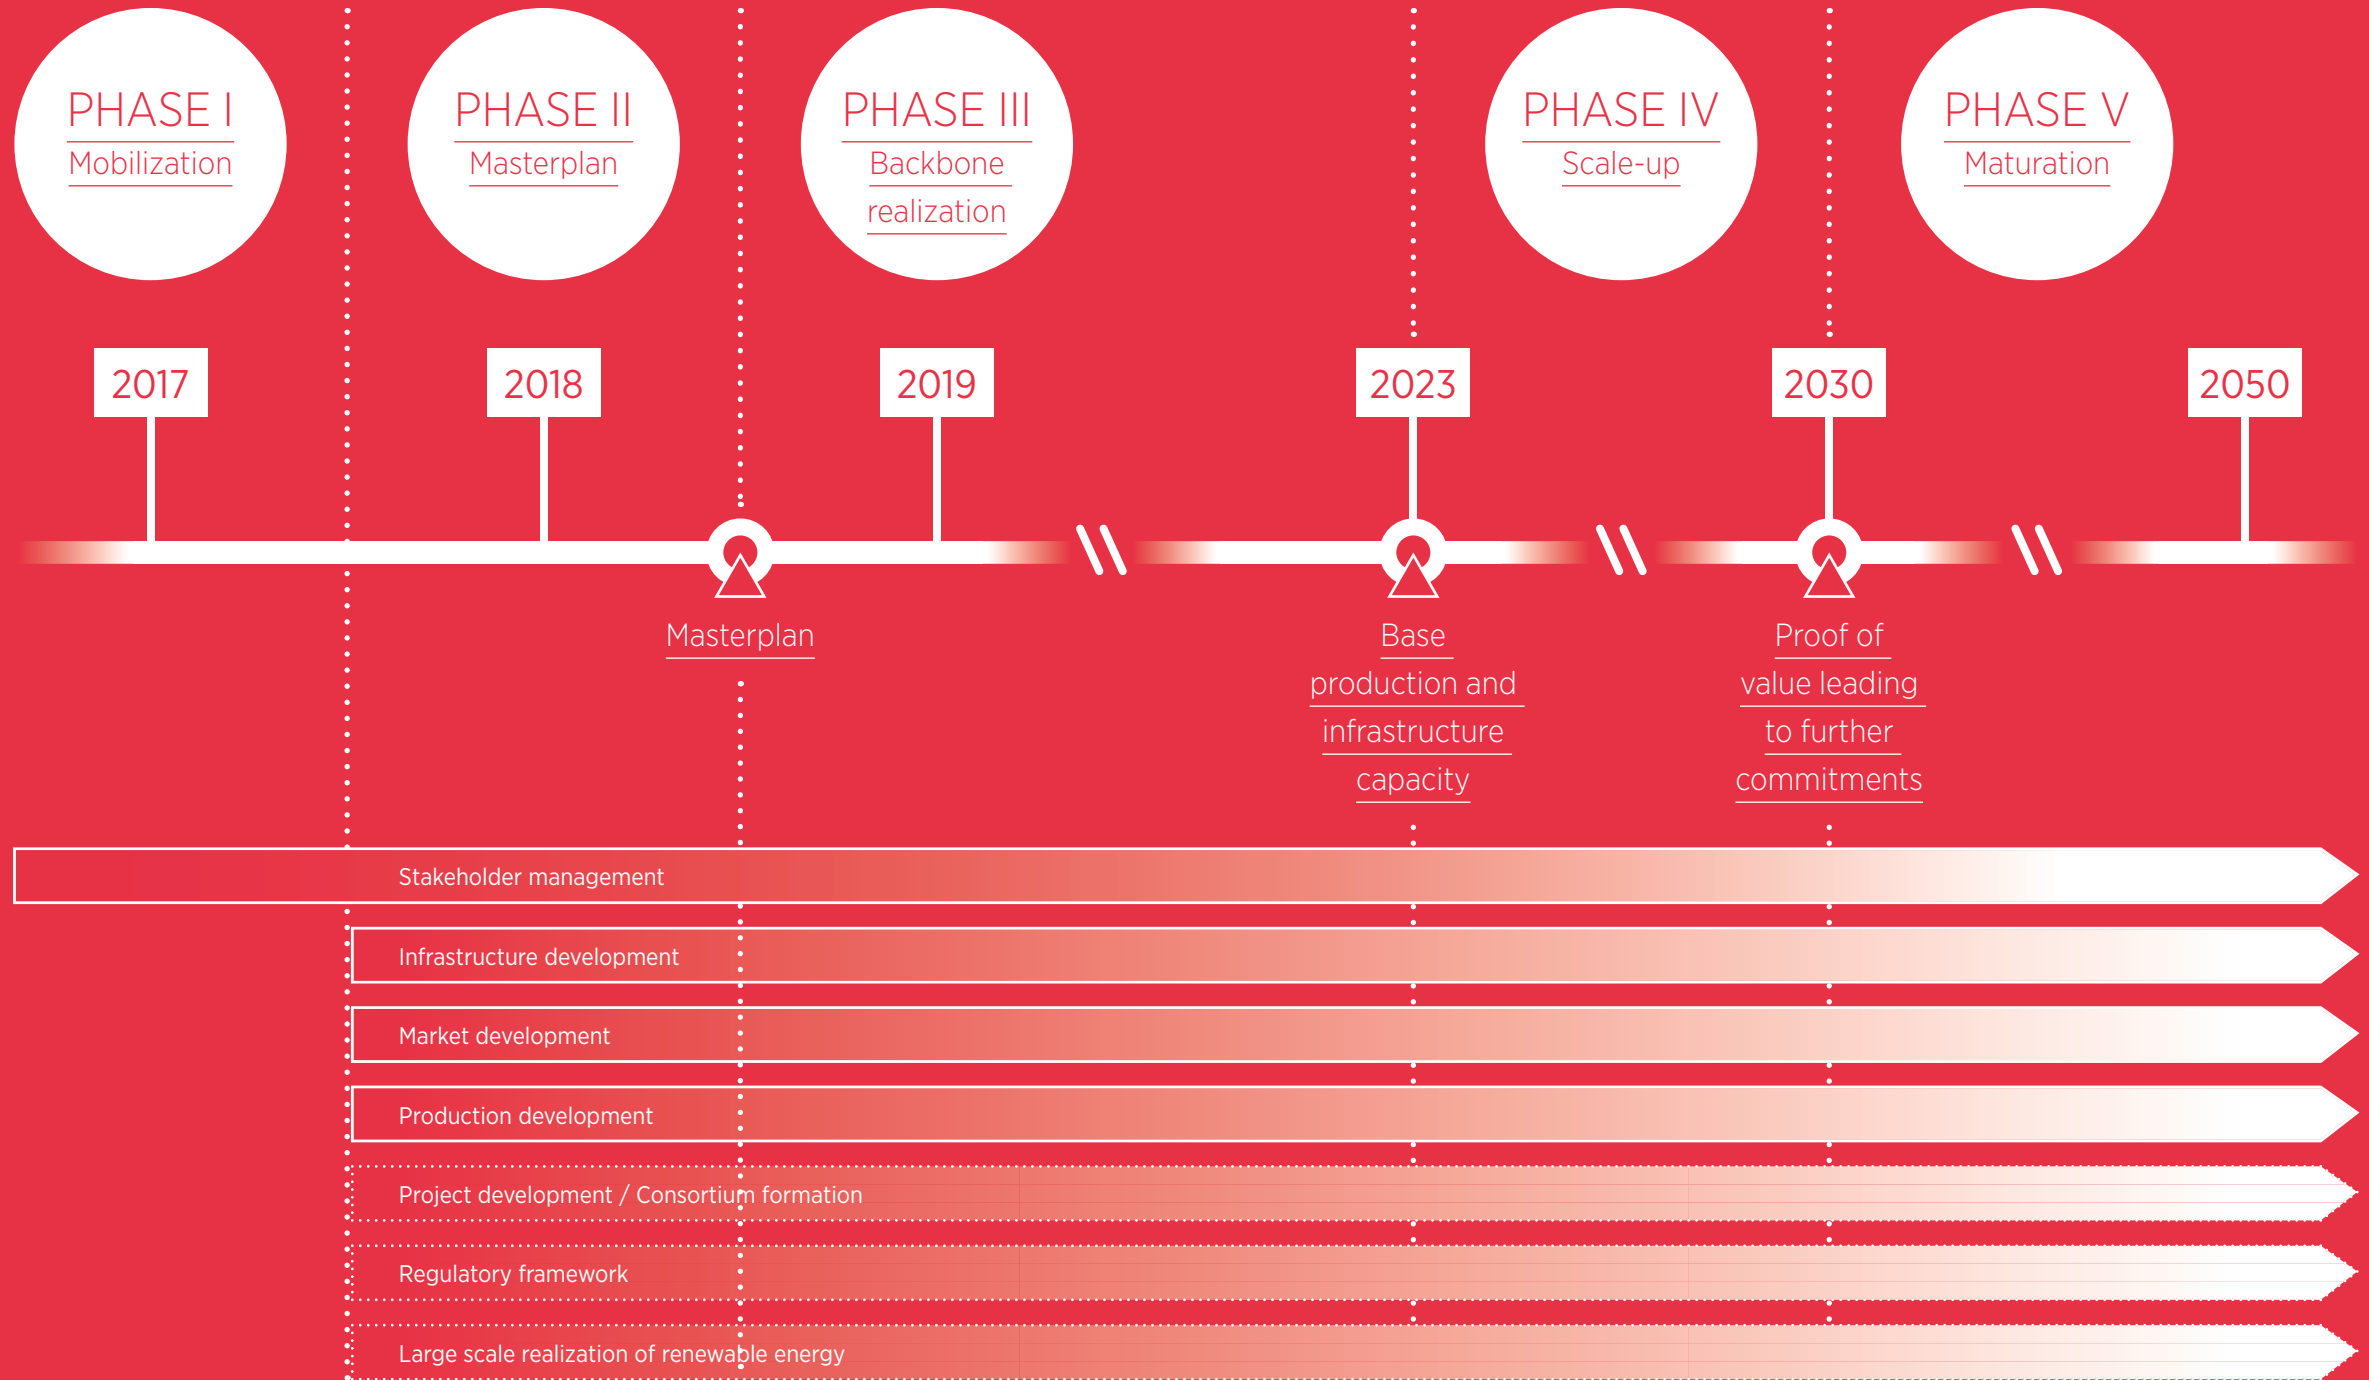 PHASE I
Mobilization
PHASE II
Masterplan
PHASE III
Backbone
realization
PHASE IV
Scale-up
PHASE V
Maturation
2017
2018
2019
2023
2030
2050
Masterplan
Base
production and
infrastructure
capacity
Proof of
value leading
to further
commitments
Stakeholder management
Infrastructure development
Market development
Production development
Project development / Consortium formation
Regulatory framework
Large scale realization of renewable energy